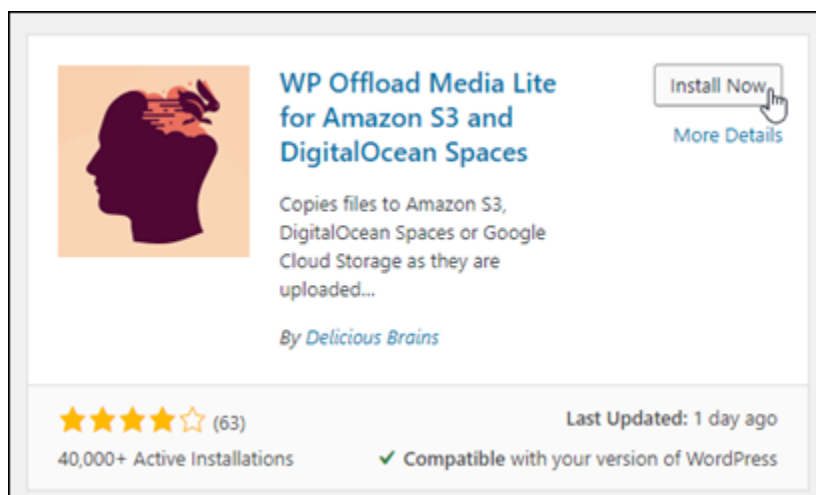 WP Offload Media Lite
for Amazon S3 and
DigitalOcean Spaces
Install Now
More Details
Copies files to Amazon S3,
DigitalOcean Spaces or Google
Cloud Storage as they are
uploaded...
By Delicious Brains
(63)
Last Updated: 1 day ago
40,000+ Active Installations
Compatible with your version of WordPress